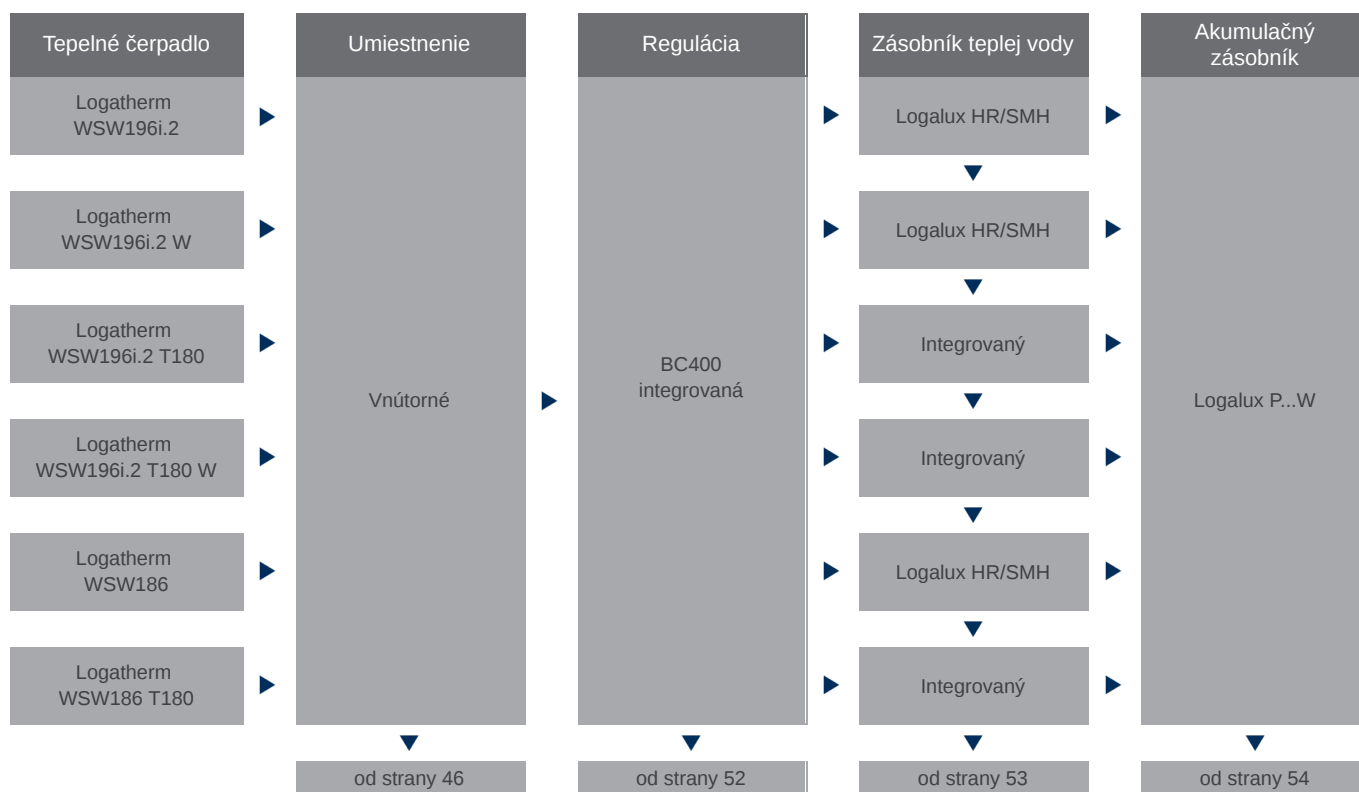 Tepelné čerpadlo
Umiestnenie
Regulácia
Zásobník teplej vody
Akumulačný
zásobník
Logatherm
WSW196i.2
Logatherm
WSW196i.2 W
Logatherm
WSW196i.2 T180
Logatherm
WSW196i.2 T180 W
Logatherm
WSW186
Logatherm
WSW186 T180
Vnútorné
BC400
integrovaná
Logalux HR/SMH
Logalux HR/SMH
Integrovaný
Integrovaný
Logalux HR/SMH
Integrovaný
Logalux P...W
od strany 46
od strany 52
od strany 53
od strany 54